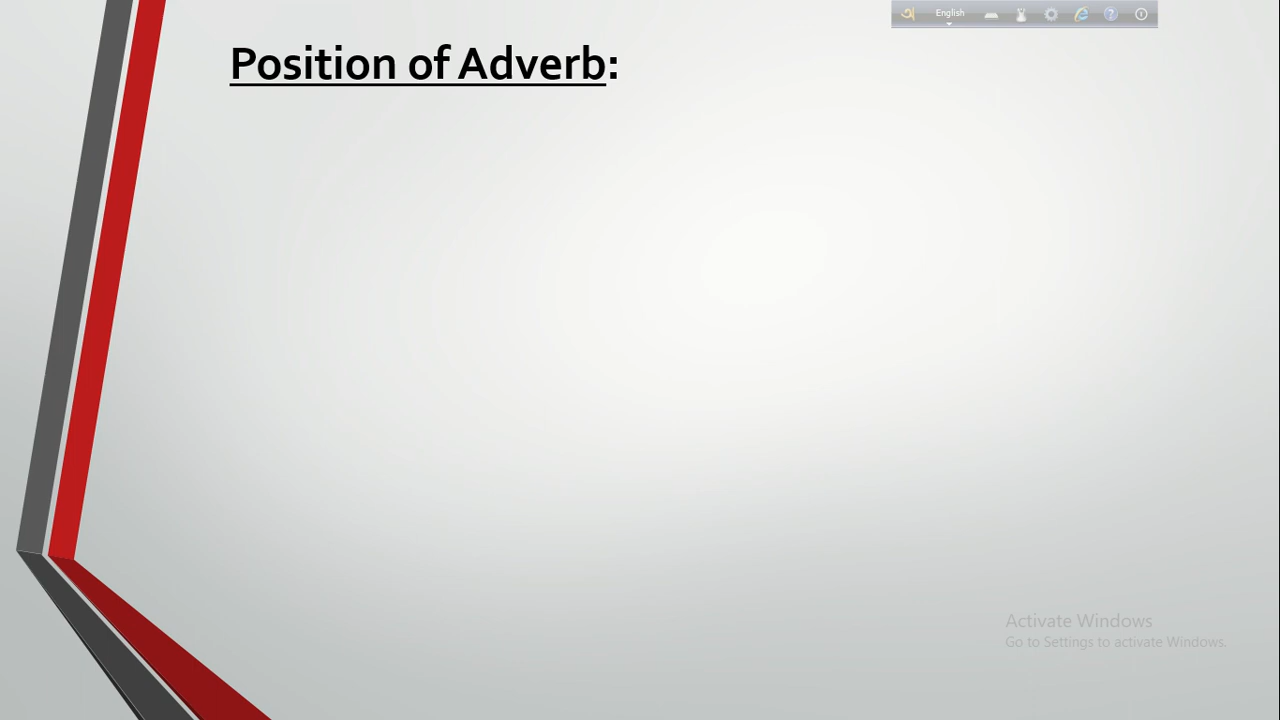 অ English
Position of Adverb:
Activate Windows
Go to Settings to activate Windows.